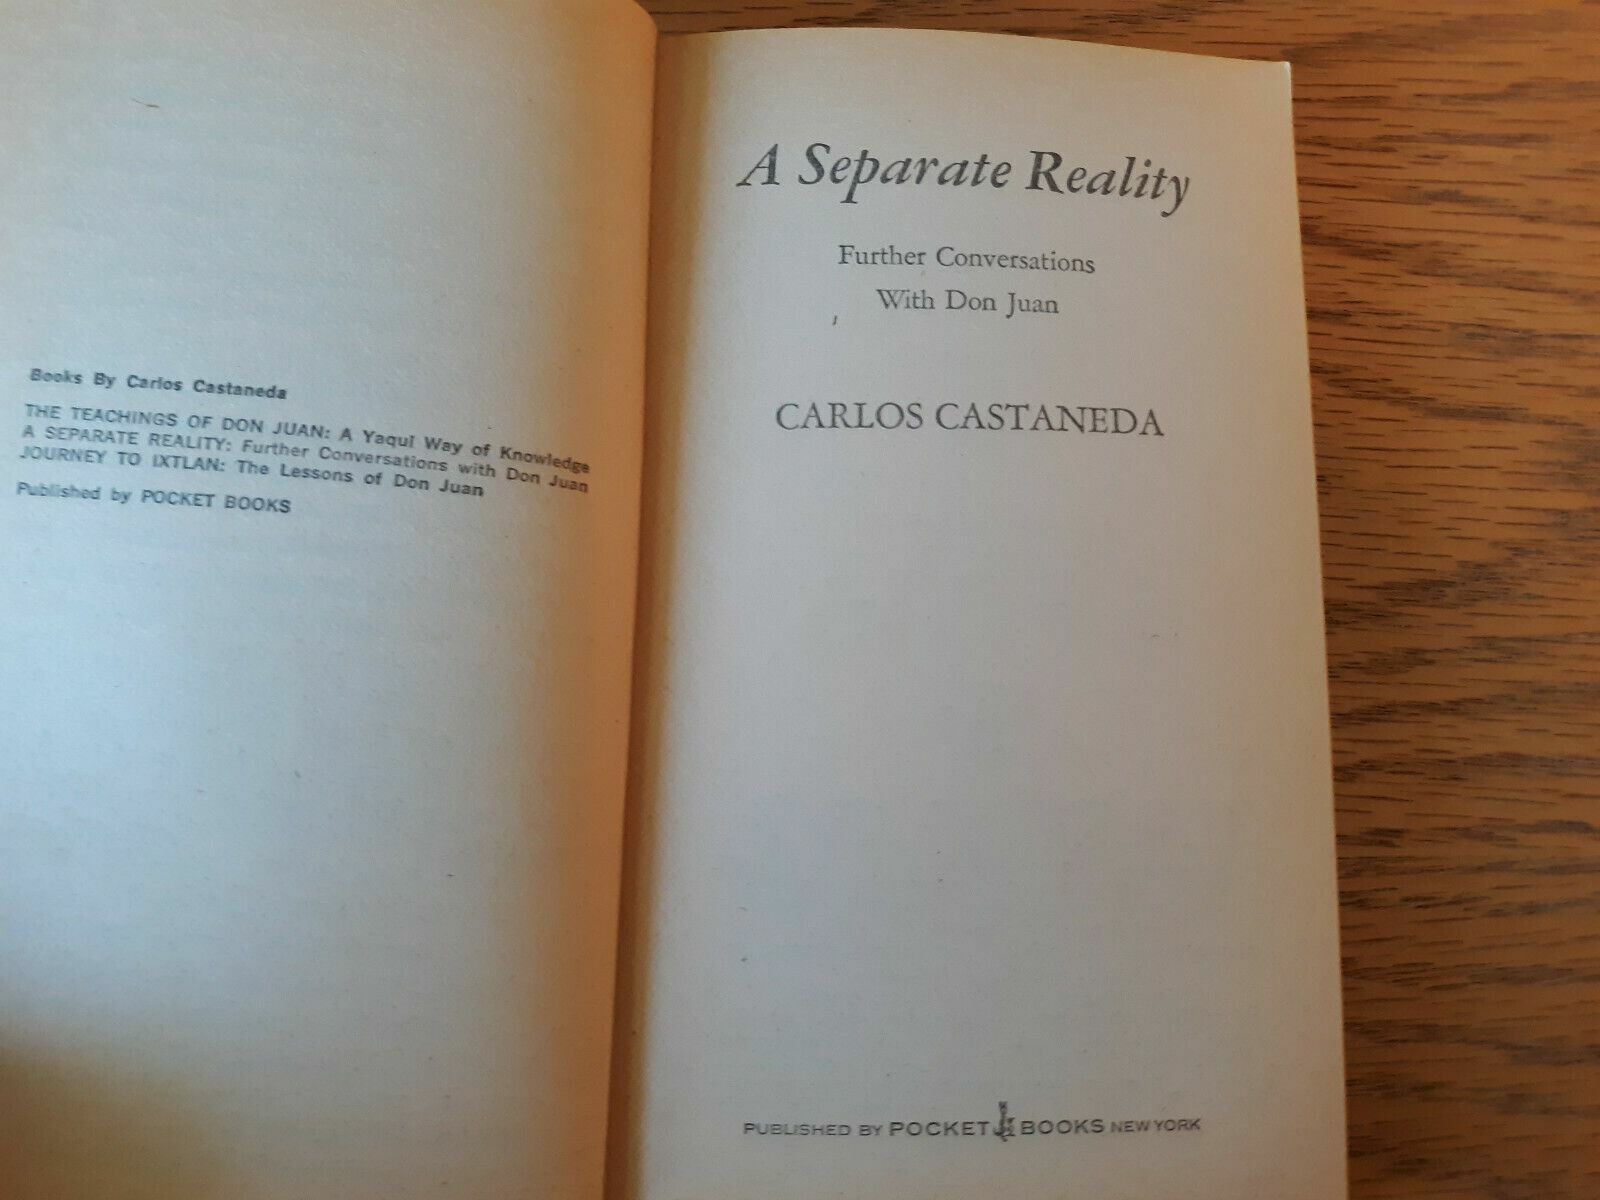 Books By Carlos Castaneda
THE TEACHINGS OF DON JUAN: A Yaqui Way of Knowledge
A SEPARATE REALITY: Further Conversations with Don Juan
JOURNEY TO IXTLAN: The Lessons of Don Juan
Published by POCKET BOOKS
A Separate Reality
Further Conversations
With Don Juan
CARLOS CASTANEDA
PUBLISHED BY POCKET BOOKS NEW YORK